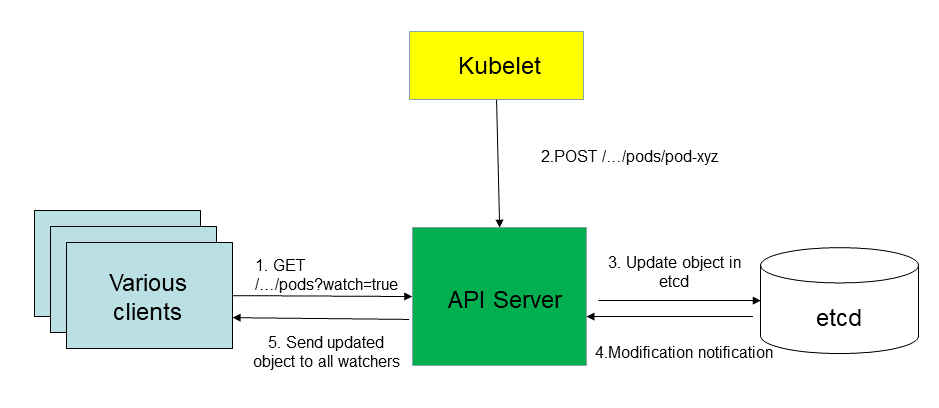 Kubelet
2.POST /…/pods/pod-xyz
Various
clients
1. GET
/…/pods?watch=true
5. Send updated
object to all watchers
API Server
3. Update object in
etcd
4.Modification notification
etcd